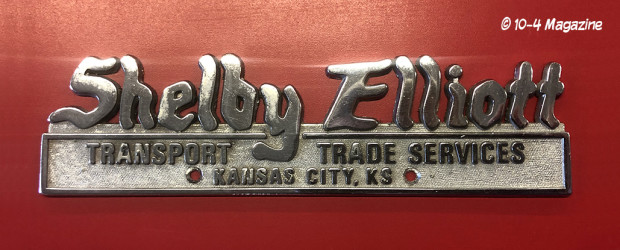 © 10-4 Magazine
Shelby Elliott
TRANSPORT TRADE SERVICES
KANSAS CITY, KS